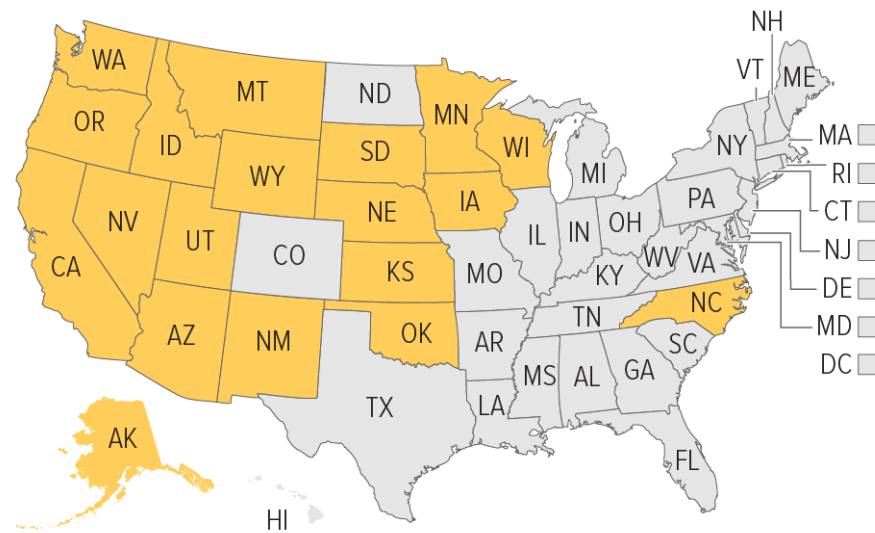 NH
VT
ME
WA
MT
ND
MN
OR
ID
SD
WI
NY
MA
MI
WY
RI
IA
PA
NE
CT
NV
UT
CO
IL
IN
OH
WV
VA
NJ
CA
KS
MO
KY
DE
NC
TN
MD
AZ
NM
OK
AR
SC
DC
MS
AL
GA
TX
LA
AK
FL
HI